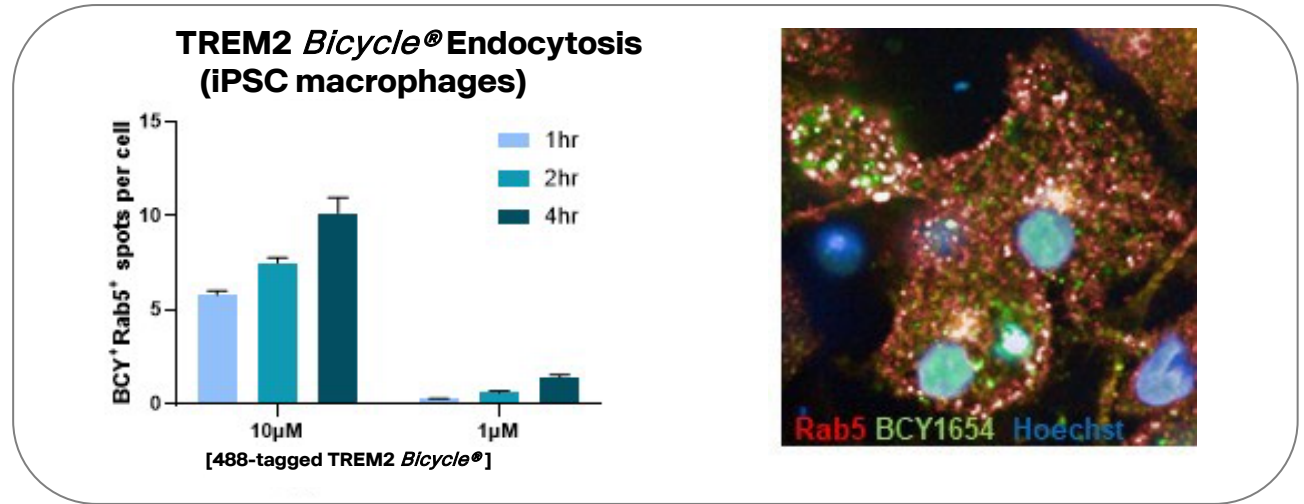 TREM2 Bicycle® Endocytosis
(iPSC macrophages)
BCY⁺Rab5⁺ spots per cell
15
10
5
0
1hr
2hr
4hr
10µM
1µM
[488-tagged TREM2 Bicycle®]
Rab5 BCY1654 Hoechst